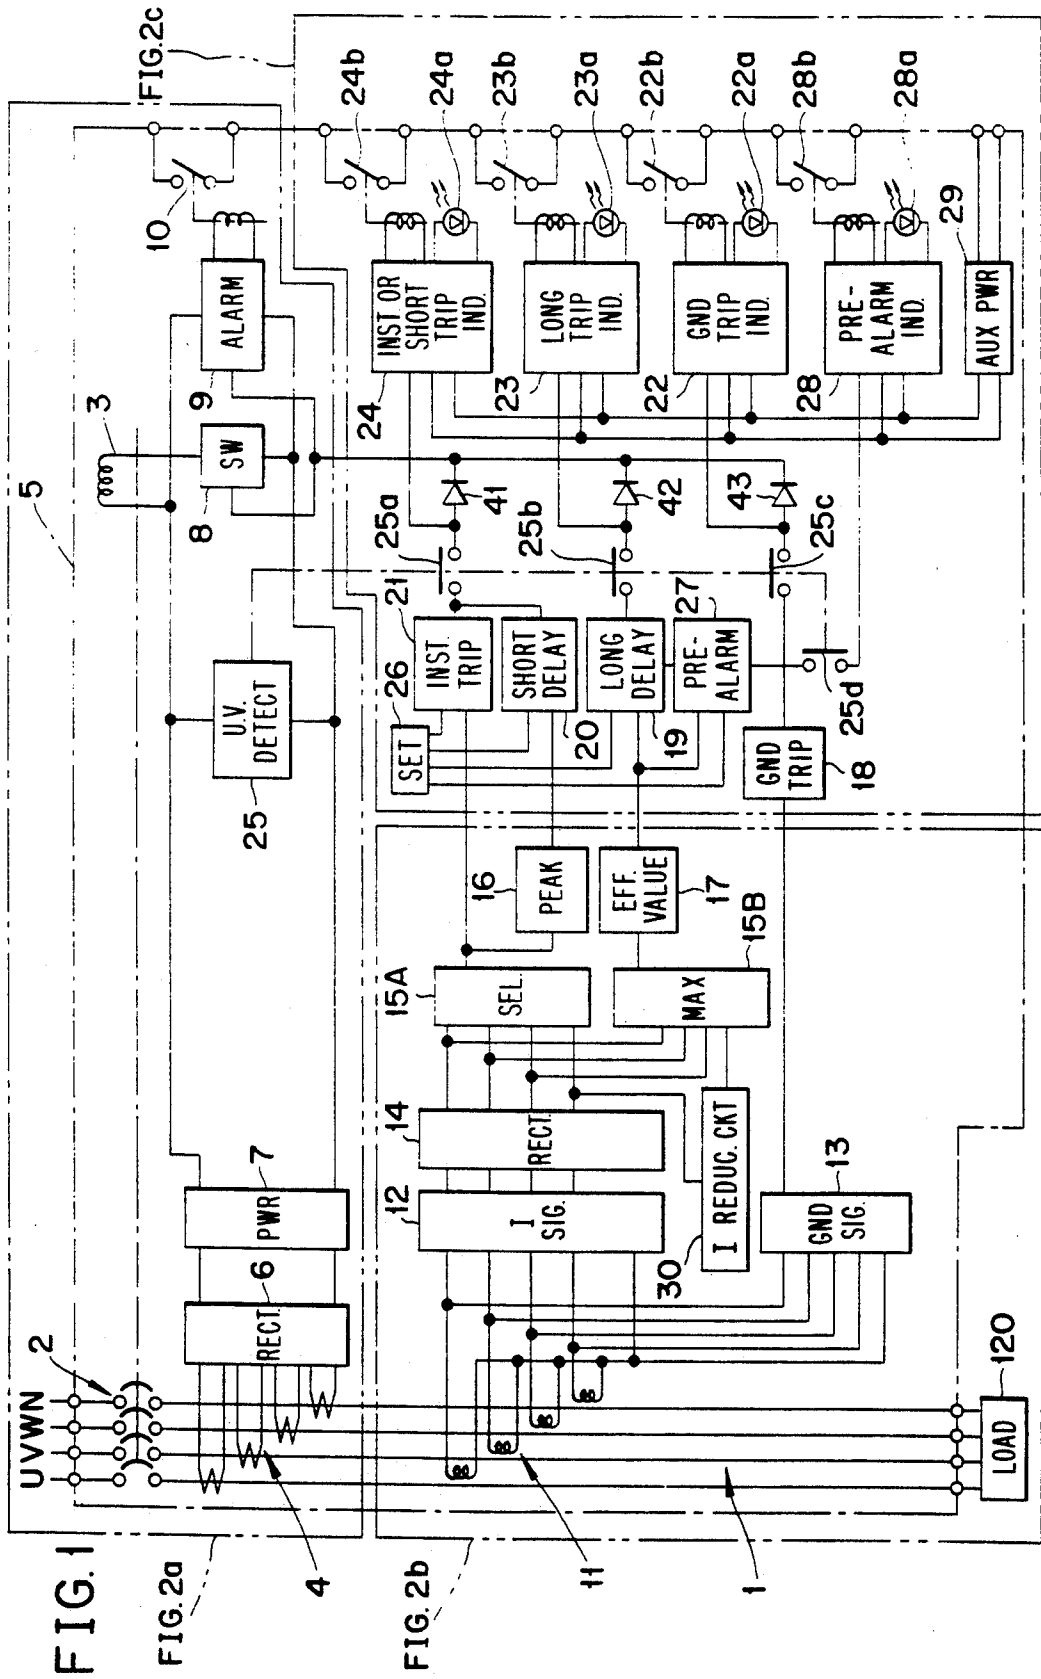 FIG.1
FIG.2a
FIG.2b
FIG.2c
UVWN
2
4
5
RECT.
6
PWR
7
U.V.
DETECT
25
3
SW
8
ALARM
9
10
1
11
I
SIG.
12
RECT.
14
SEL.
15A
PEAK
16
EFF.
VALUE
17
MAX
15B
I REDUC. CKT
30
GND
SIG.
13
LOAD
120
SET
26
INST.
TRIP
21
SHORT
DELAY
20
LONG
DELAY
19
PRE-
ALARM
27
GND
TRIP
18
25a
25b
25c
25d
41
42
43
INST. OR
SHORT
TRIP
IND.
24
24b
24a
LONG
TRIP
IND.
23
23b
23a
GND
TRIP
IND.
22
22b
22a
PRE-
ALARM
IND.
28
28b
28a
AUX PWR
29